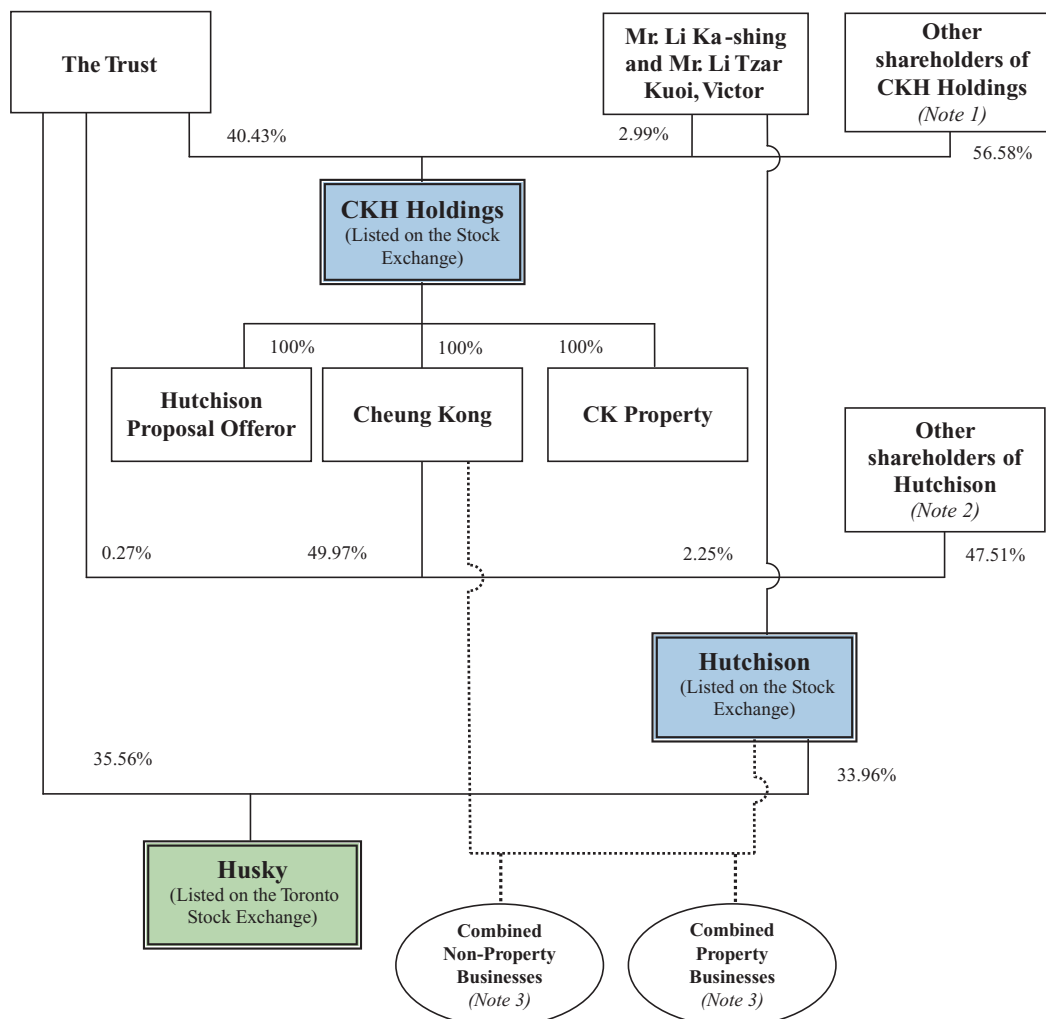 The Trust
Mr. Li Ka-shing
and Mr. Li Tzar
Kuoi, Victor
Other
shareholders of
CKH Holdings
(Note 1)
40.43%
2.99%
56.58%
CKH Holdings
(Listed on the Stock
Exchange)
100%
100%
100%
Hutchison
Proposal Offeror
Cheung Kong
CK Property
Other
shareholders of
Hutchison
(Note 2)
0.27%
49.97%
2.25%
47.51%
Hutchison
(Listed on the Stock
Exchange)
35.56%
33.96%
Husky
(Listed on the Toronto
Stock Exchange)
Combined
Non-Property
Businesses
(Note 3)
Combined
Property
Businesses
(Note 3)